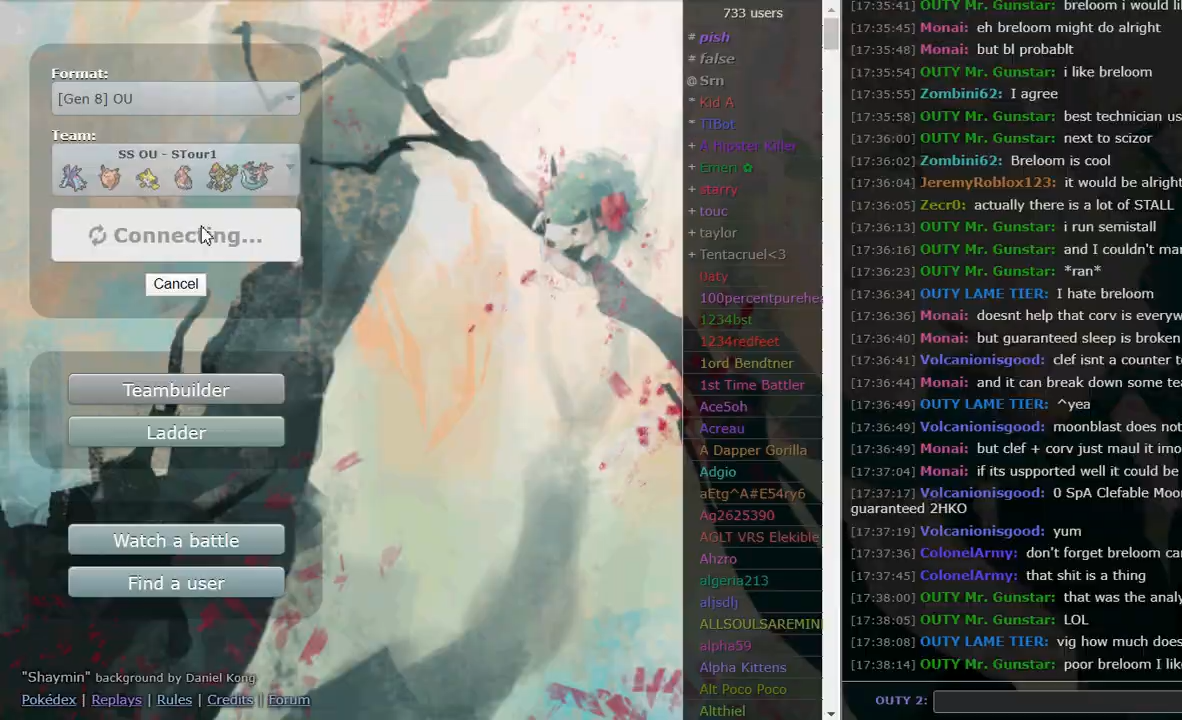 Format:
[Gen 8] OU
Team:
SS OU - STour1
Connecting...
Cancel
Teambuilder
Ladder
Watch a battle
Find a user
"Shaymin" background by Daniel Kong
Pokédex | Replays | Rules | Credits | Forum
733 users
# pish
# false
@ Srn
* Kid A
* TIBot
+ A Hipster Killer
+ Emeri ✿
+ starry
+ touc
+ taylor
+ Tentacruel<3
0aty
100percentpurehe
1234bst
1234redfeet
1ord Bendtner
1st Time Battler
Ace5oh
Acreau
A Dapper Gorilla
Adgio
aEtg^A#E54ry6
Ag2625390
AGLT VRS Elekible
Ahzro
algeria213
aljsdlj
ALLSOULSAREMIN
alpha59
Alpha Kittens
Alt Poco Poco
Altthiel
[17:35:41] OUTY Mr. Gunstar: breloom i would li
[17:35:45] Monai: eh breloom might do alright
[17:35:48] Monai: but bl probablt
[17:35:54] OUTY Mr. Gunstar: i like breloom
[17:35:55] Zombini62: I agree
[17:35:58] OUTY Mr. Gunstar: best technician us
[17:36:00] OUTY Mr. Gunstar: next to scizor
[17:36:02] Zombini62: Breloom is cool
[17:36:04] JeremyRoblox123: it would be alright
[17:36:05] Zecr0: actually there is a lot of STALL
[17:36:13] OUTY Mr. Gunstar: i run semistall
[17:36:16] OUTY Mr. Gunstar: and I couldn't mar
[17:36:23] OUTY Mr. Gunstar: *ran*
[17:36:34] OUTY LAME TIER: I hate breloom
[17:36:36] Monai: doesnt help that corv is everyw
[17:36:40] Monai: but guaranteed sleep is broken
[17:36:41] Volcanionisgood: clef isnt a counter t
[17:36:44] Monai: and it can break down some tea
[17:36:49] OUTY LAME TIER: ^yea
[17:36:49] Volcanionisgood: moonblast does not
[17:36:49] Monai: but clef + corv just maul it imo
[17:37:04] Monai: if its uspported well it could be
[17:37:17] Volcanionisgood: 0 SpA Clefable Moo
guaranteed 2HKO
[17:37:19] Volcanionisgood: yum
[17:37:36] ColonelArmy: don't forget breloom ca
[17:37:45] ColonelArmy: that shit is a thing
[17:38:00] OUTY Mr. Gunstar: that was the analy
[17:38:05] OUTY Mr. Gunstar: LOL
[17:38:08] OUTY LAME TIER: vig how much does
[17:38:14] OUTY Mr. Gunstar: poor breloom I like
OUTY 2: